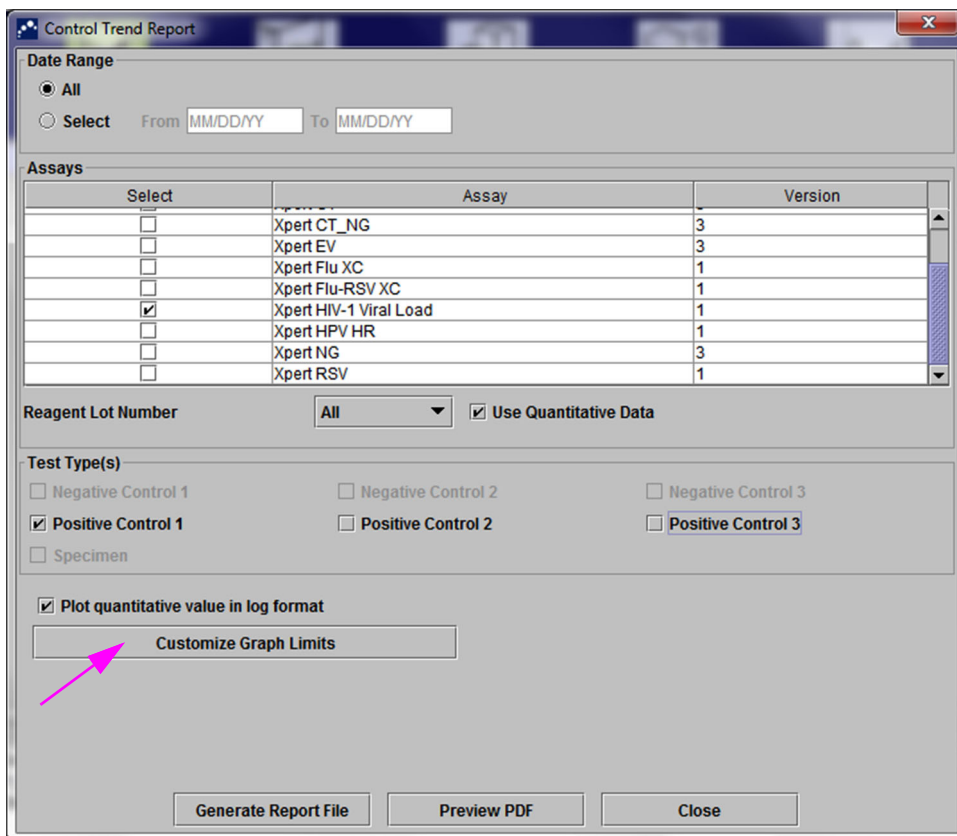 Control Trend Report
Date Range
All
Select From MM/DD/YY To MM/DD/YY
Assays
Select Assay Version
Xpert CT_NG 3
Xpert EV 3
Xpert Flu XC 1
Xpert Flu-RSV XC 1
Xpert HIV-1 Viral Load 1
Xpert HPV HR 1
Xpert NG 3
Xpert RSV 1
Reagent Lot Number All Use Quantitative Data
Test Type(s)
Negative Control 1 Negative Control 2 Negative Control 3
Positive Control 1 Positive Control 2 Positive Control 3
Specimen
Plot quantitative value in log format
Customize Graph Limits
Generate Report File Preview PDF Close